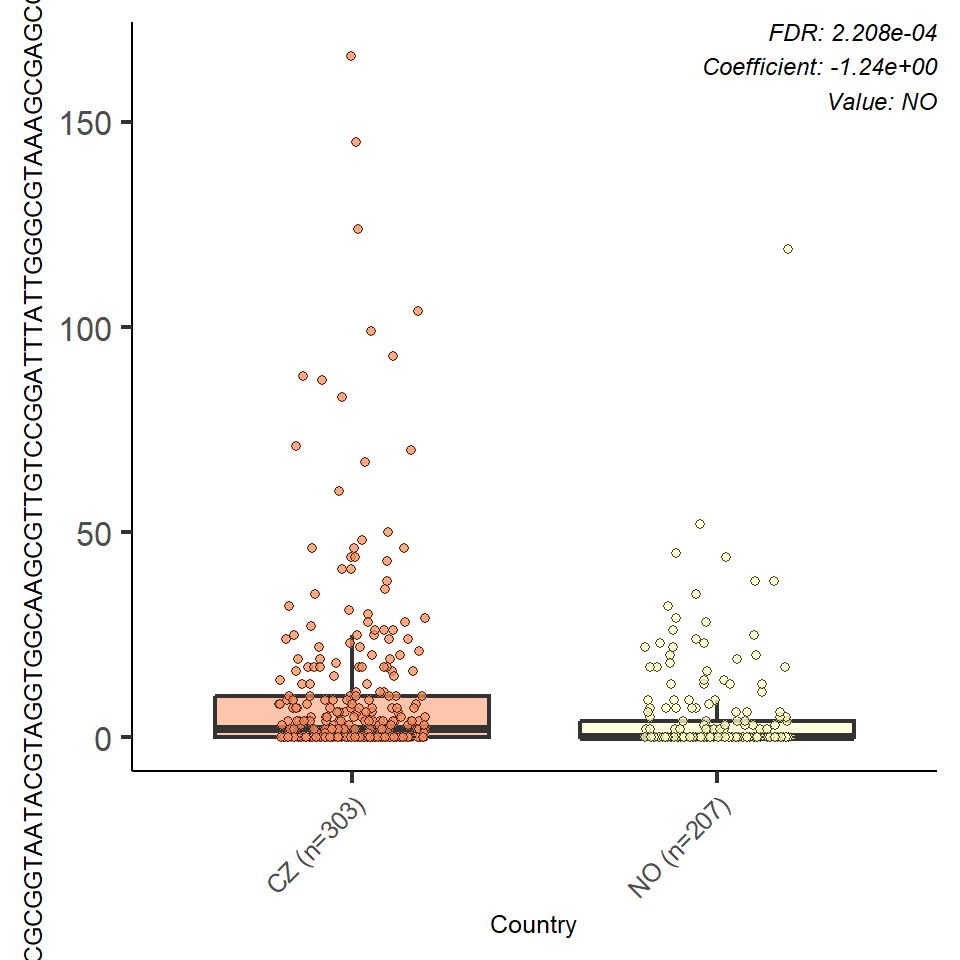 FDR: 2.208e-04
Coefficient: -1.24e+00
Value: NO
CGCGGTAATACGTAGGTGGCAAGCGTTGTCCGGATTTATTGGGCGTAAAGCGAGCG
150
100
50
0
CZ (n=303)
NO (n=207)
Country